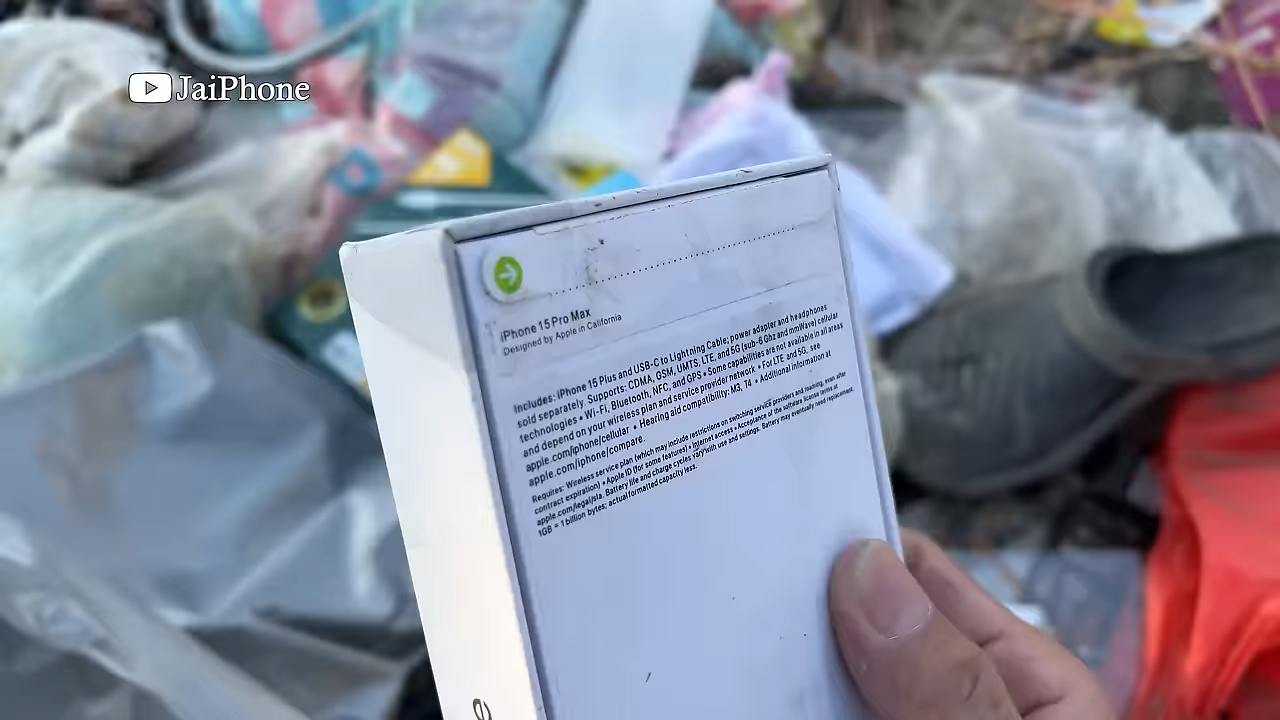 JaiPhone
iPhone 15 Pro Max
Designed by Apple in California
Includes: iPhone 15 Plus and USB-C to Lightning Cable; power adapter and headphones
sold separately. Supports: CDMA, GSM, UMTS, LTE, and 5G (sub-6 Ghz and mmWave) cellular
technologies • Wi-Fi, Bluetooth, NFC, and GPS • Some capabilities are not available in all areas
and depend on your wireless plan and service provider network • For LTE and 5G, see
apple.com/iphone/cellular • Hearing aid compatibility: M3, T4 • Additional information at
apple.com/iphone/compare.
Requires: Wireless service plan (which may include restrictions on switching service providers and roaming, even after
contract expiration) • Apple ID (for some features) • Internet access • Acceptance of the software license terms at
apple.com/legal/sla. Battery life and charge cycles vary with use and settings. Battery may eventually need replacement.
1GB = 1 billion bytes; actual formatted capacity less.
e